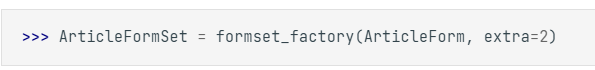 >>> ArticleFormSet = formset_factory(ArticleForm, extra=2)